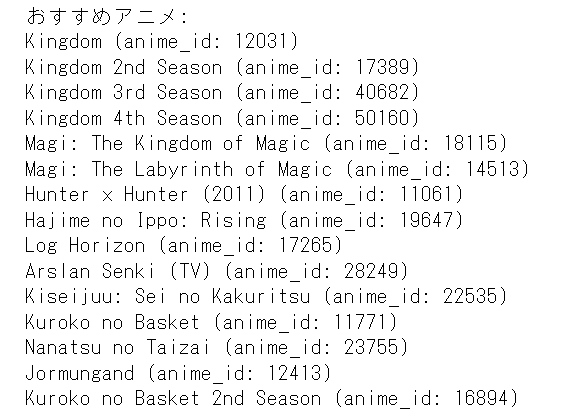 おすすめアニメ:
Kingdom (anime_id: 12031)
Kingdom 2nd Season (anime_id: 17389)
Kingdom 3rd Season (anime_id: 40682)
Kingdom 4th Season (anime_id: 50160)
Magi: The Kingdom of Magic (anime_id: 18115)
Magi: The Labyrinth of Magic (anime_id: 14513)
Hunter x Hunter (2011) (anime_id: 11061)
Hajime no Ippo: Rising (anime_id: 19647)
Log Horizon (anime_id: 17265)
Arslan Senki (TV) (anime_id: 28249)
Kiseijuu: Sei no Kakuritsu (anime_id: 22535)
Kuroko no Basket (anime_id: 11771)
Nanatsu no Taizai (anime_id: 23755)
Jormungand (anime_id: 12413)
Kuroko no Basket 2nd Season (anime_id: 16894)